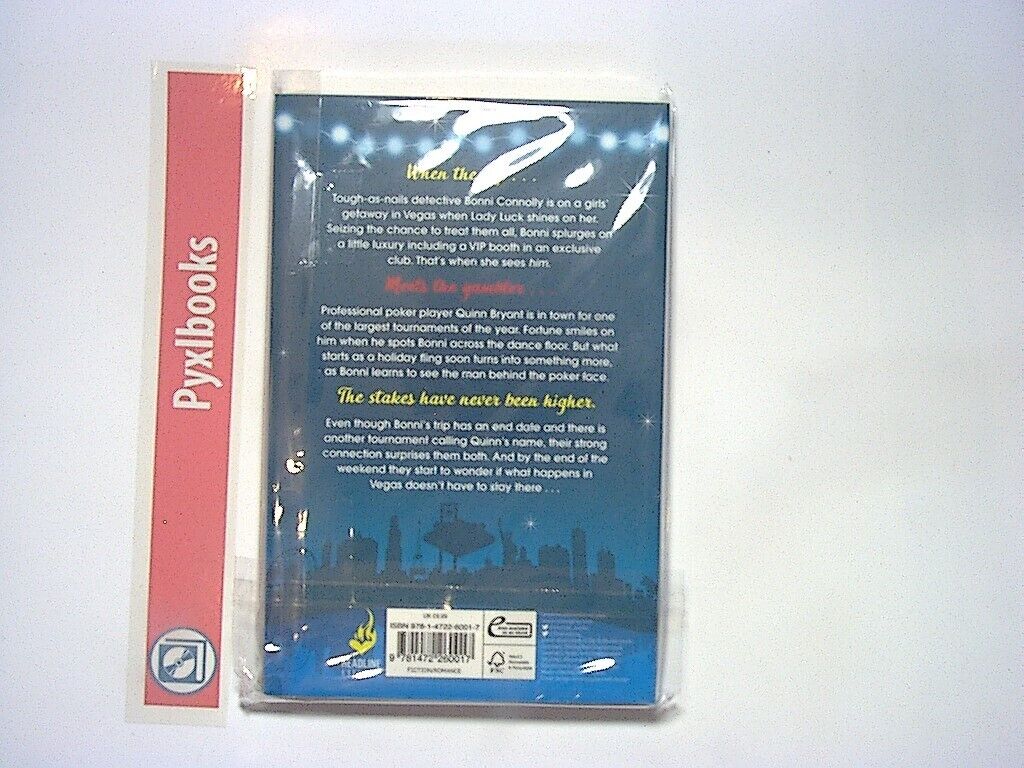 Pyxlbooks
When the . . .
Tough-as-nails detective Bonni Connolly is on a girls'
getaway in Vegas when Lady Luck shines on her.
Seizing the chance to treat them all, Bonni splurges on
a little luxury including a VIP booth in an exclusive
club. That's when she sees him.
Meets the gambler . . .
Professional poker player Quinn Bryant is in town for one
of the largest tournaments of the year. Fortune smiles on
him when he spots Bonni across the dance floor. But what
starts as a holiday fling soon turns into something more,
as Bonni learns to see the man behind the poker face.
The stakes have never been higher.
Even though Bonni's trip has an end date and there is
another tournament calling Quinn's name, their strong
connection surprises them both. And by the end of the
weekend they start to wonder if what happens in
Vegas doesn't have to stay there . . .
ISBN 978-1-4722-6001-7
9 781472 260017
FICTION/ROMANCE
HEADLINE
FSC